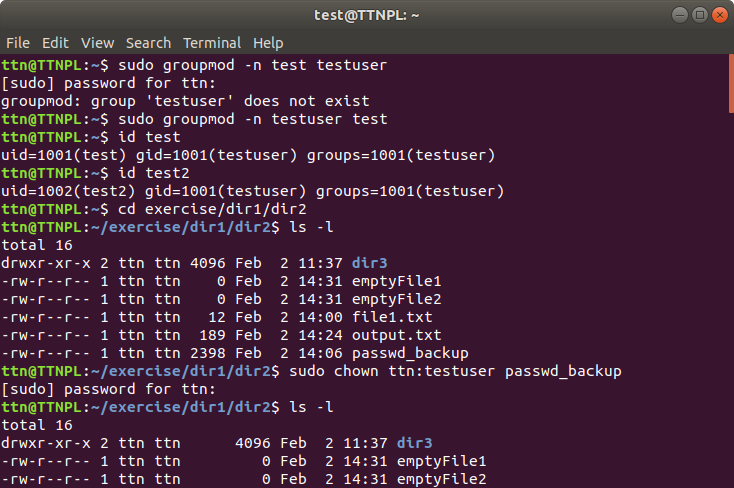 test@TTNPL: ~
File Edit View Search Terminal Help
ttn@TTNPL:~$ sudo groupmod -n test testuser
[sudo] password for ttn:
groupmod: group 'testuser' does not exist
ttn@TTNPL:~$ sudo groupmod -n testuser test
ttn@TTNPL:~$ id test
uid=1001(test) gid=1001(testuser) groups=1001(testuser)
ttn@TTNPL:~$ id test2
uid=1002(test2) gid=1001(testuser) groups=1001(testuser)
ttn@TTNPL:~$ cd exercise/dir1/dir2
ttn@TTNPL:~/exercise/dir1/dir2$ ls -l
total 16
drwxr-xr-x 2 ttn ttn 4096 Feb  2 11:37 dir3
-rw-r--r-- 1 ttn ttn    0 Feb  2 14:31 emptyFile1
-rw-r--r-- 1 ttn ttn    0 Feb  2 14:31 emptyFile2
-rw-r--r-- 1 ttn ttn   12 Feb  2 14:00 file1.txt
-rw-r--r-- 1 ttn ttn  189 Feb  2 14:24 output.txt
-rw-r--r-- 1 ttn ttn 2398 Feb  2 14:06 passwd_backup
ttn@TTNPL:~/exercise/dir1/dir2$ sudo chown ttn:testuser passwd_backup
[sudo] password for ttn:
ttn@TTNPL:~/exercise/dir1/dir2$ ls -l
total 16
drwxr-xr-x 2 ttn ttn      4096 Feb  2 11:37 dir3
-rw-r--r-- 1 ttn ttn         0 Feb  2 14:31 emptyFile1
-rw-r--r-- 1 ttn ttn         0 Feb  2 14:31 emptyFile2